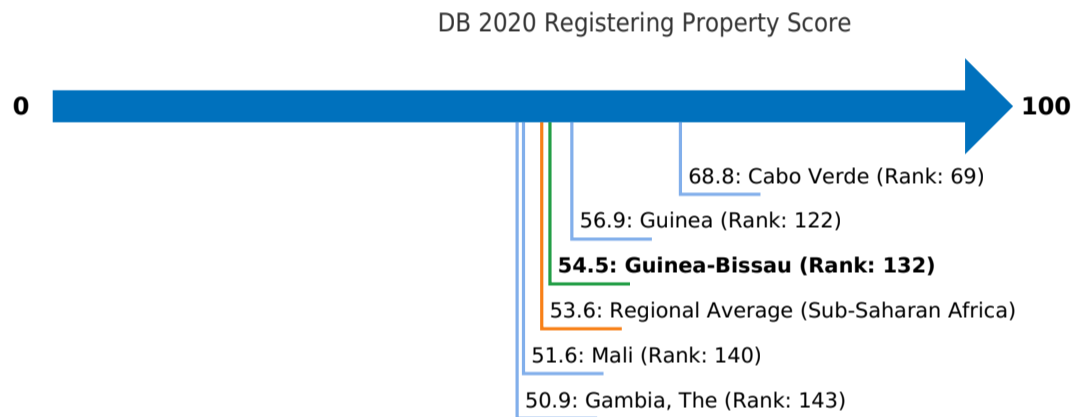 DB 2020 Registering Property Score
0
100
68.8: Cabo Verde (Rank: 69)
56.9: Guinea (Rank: 122)
54.5: Guinea-Bissau (Rank: 132)
53.6: Regional Average (Sub-Saharan Africa)
51.6: Mali (Rank: 140)
50.9: Gambia, The (Rank: 143)